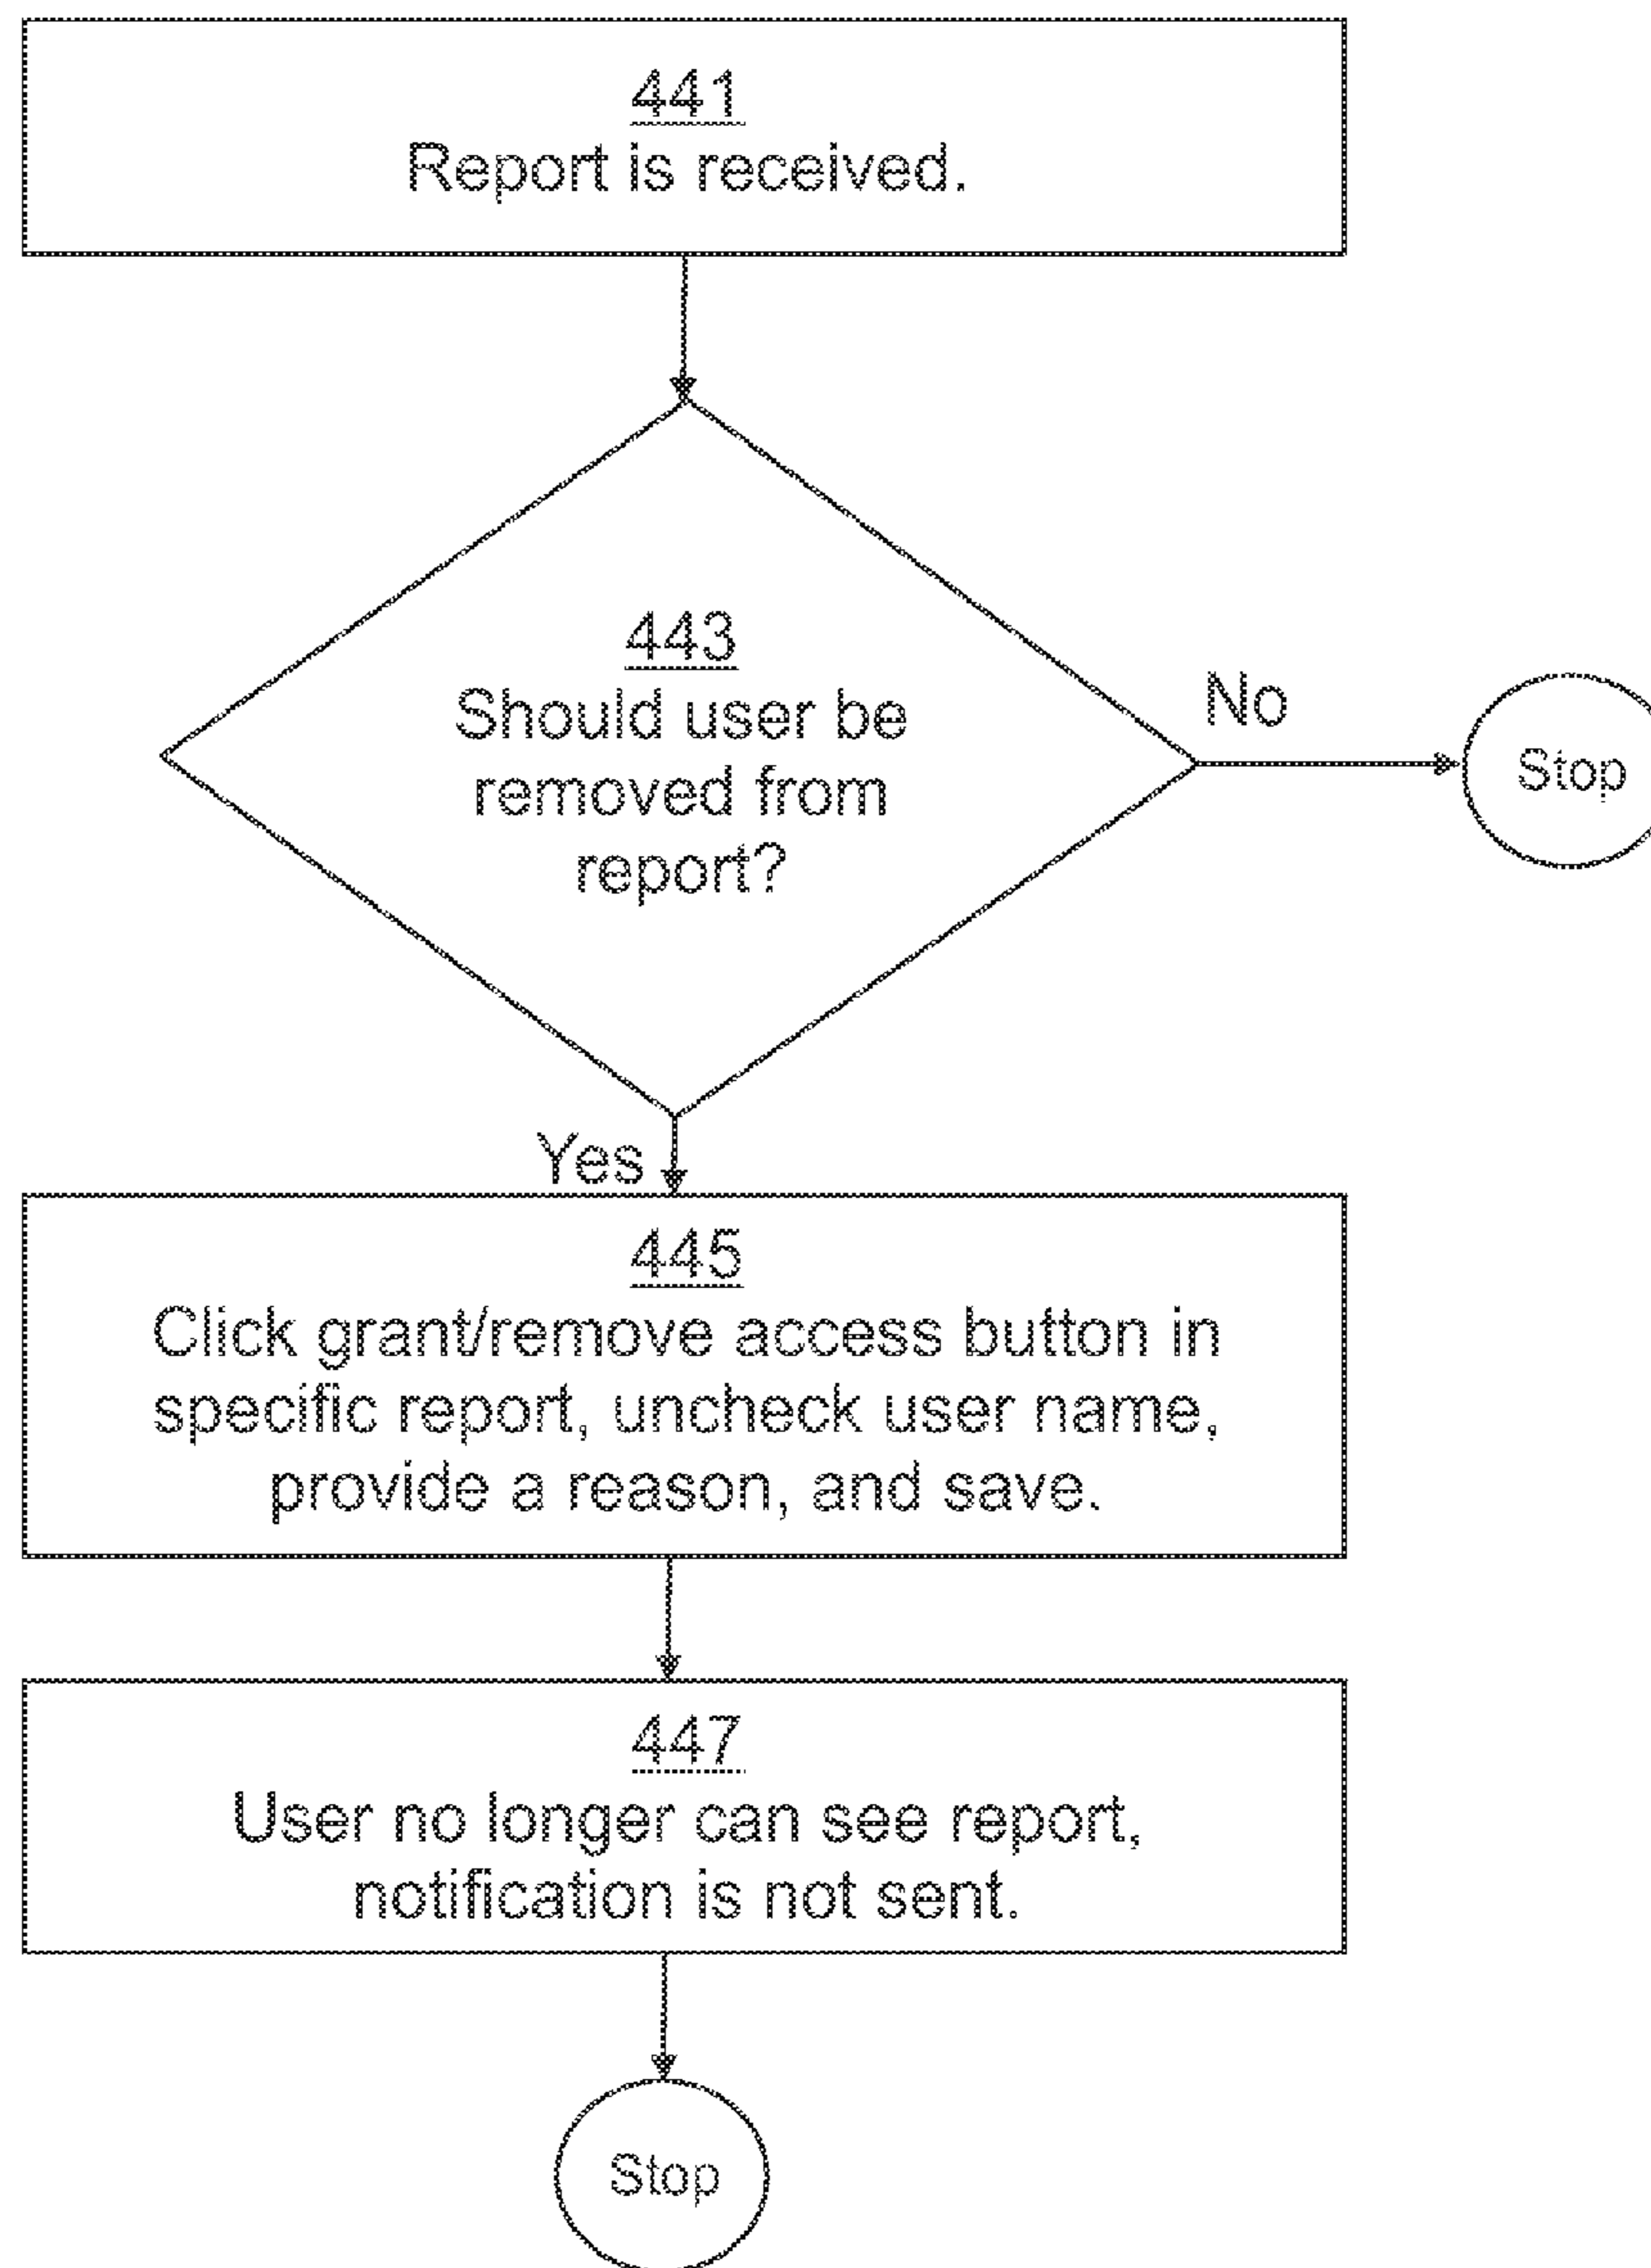 441
Report is received.
443
Should user be
removed from
report?
No
Stop
Yes
445
Click grant/remove access button in
specific report, uncheck user name,
provide a reason, and save.
447
User no longer can see report,
notification is not sent.
Stop